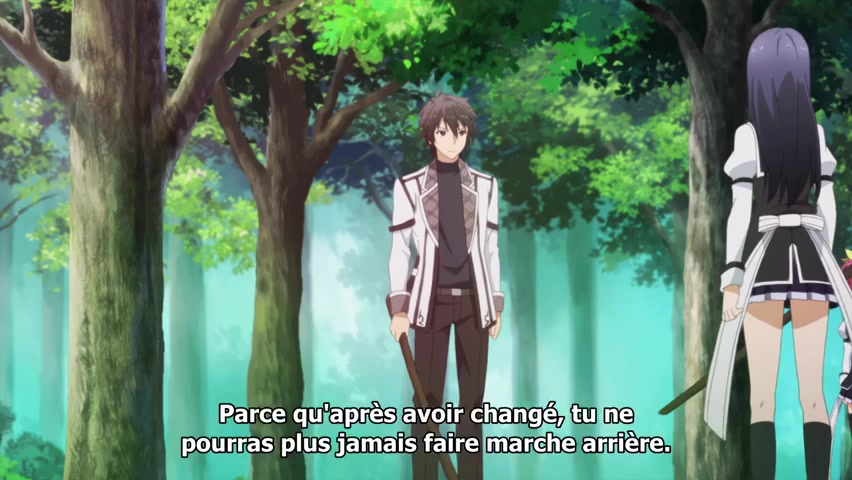 Parce qu'après avoir changé, tu ne
pourras plus jamais faire marche arrière.